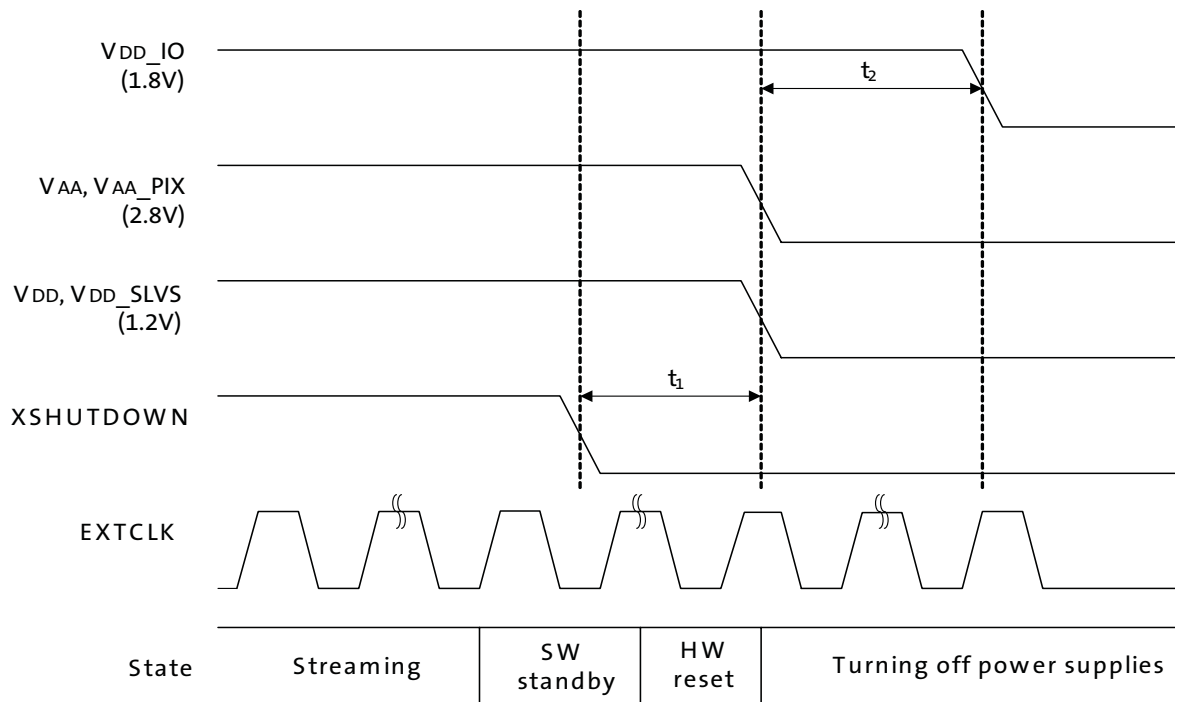 VDD_IO
(1.8V)
t2
VAA, VAA_PIX
(2.8V)
VDD, VDD_SLVS
(1.2V)
t1
XSHUTDOWN
EXTCLK
State
Streaming
SW
standby
HW
reset
Turning off power supplies